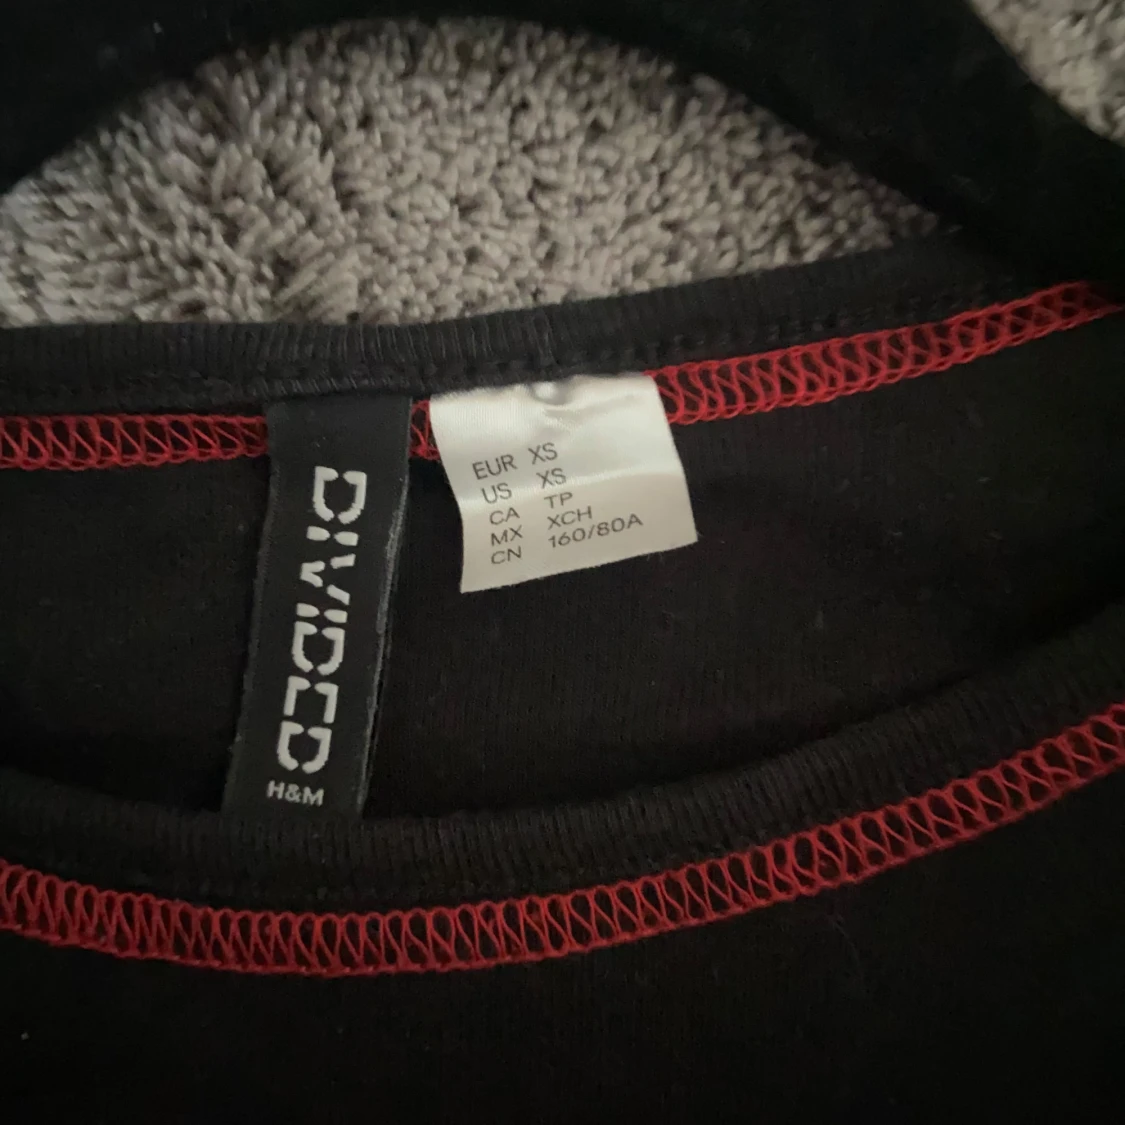 DIVIDED
H&M
EUR XS
US XS
CA TP
MX XCH
CN 160/80A